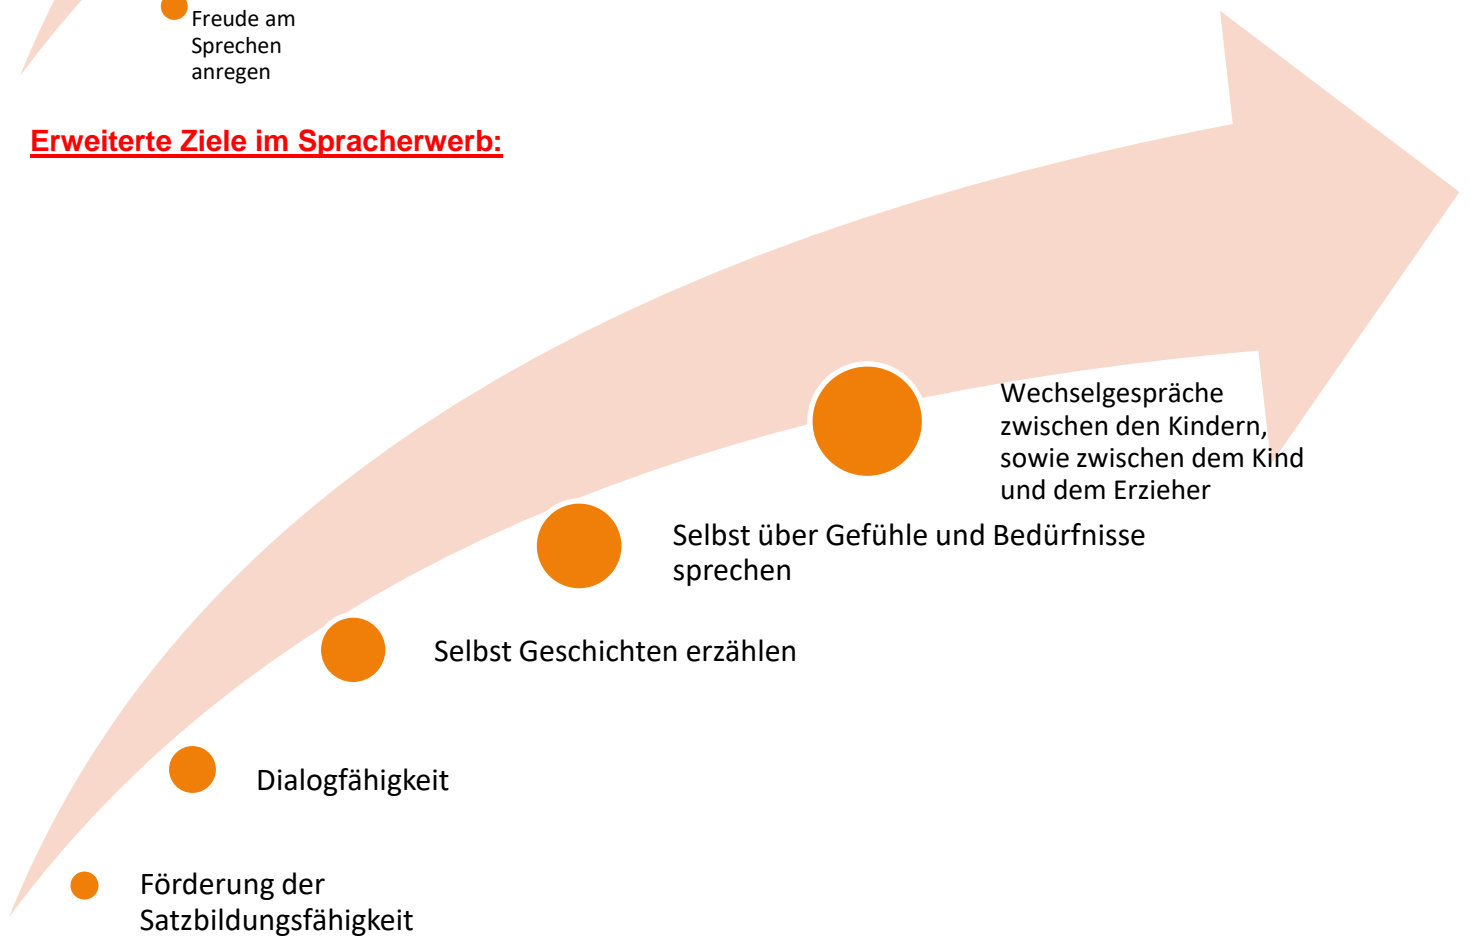 Freude am
Sprechen
anregen
Erweiterte Ziele im Spracherwerb:
Wechselgespräche
zwischen den Kindern,
sowie zwischen dem Kind
und dem Erzieher
Selbst über Gefühle und Bedürfnisse
sprechen
Selbst Geschichten erzählen
Dialogfähigkeit
Förderung der
Satzbildungsfähigkeit